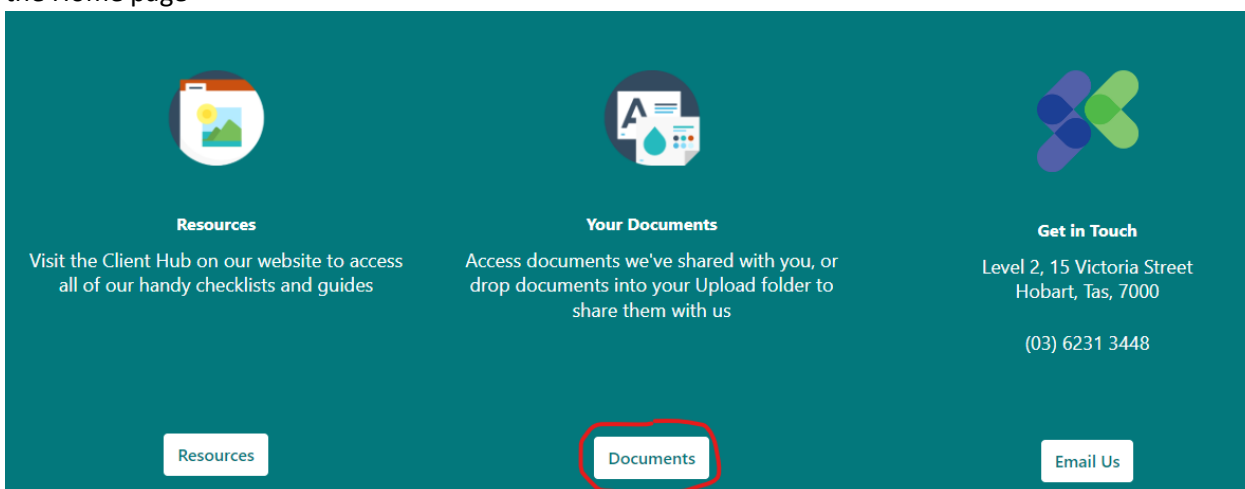 the Home page
Resources
Visit the Client Hub on our website to access
all of our handy checklists and guides
Resources
Your Documents
Access documents we've shared with you, or
drop documents into your Upload folder to
share them with us
Documents
Get in Touch
Level 2, 15 Victoria Street
Hobart, Tas, 7000
(03) 6231 3448
Email Us